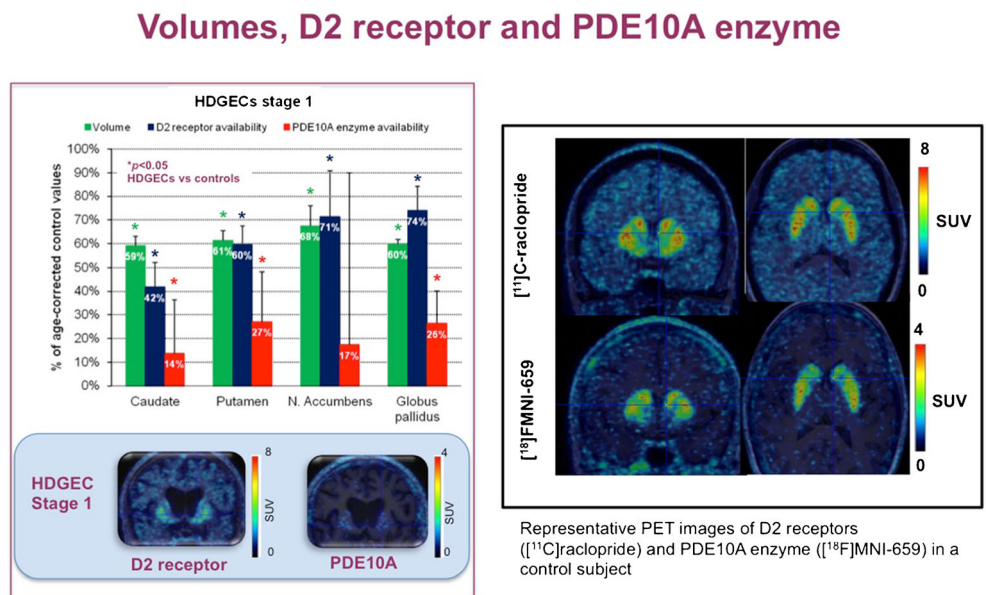 Volumes, D2 receptor and PDE10A enzyme
HDGECs stage 1
Volume D2 receptor availability PDE10A enzyme availability
% of age-corrected control values
100%
90%
80%
70%
60%
50%
40%
30%
20%
10%
0%
*p<0.05
HDGECs vs controls
* * * * * * * * * * *
59% 42% 14%
61% 60% 27%
68% 71% 17%
60% 74% 26%
Caudate Putamen N. Accumbens Globus
pallidus
HDGEC
Stage 1
8
SUV
0
D2 receptor
4
SUV
0
PDE10A
[¹¹]C-raclopride
8
SUV
0
[¹⁸]FMNI-659
4
SUV
0
Representative PET images of D2 receptors
([¹¹C]raclopride) and PDE10A enzyme ([¹⁸F]MNI-659) in a
control subject